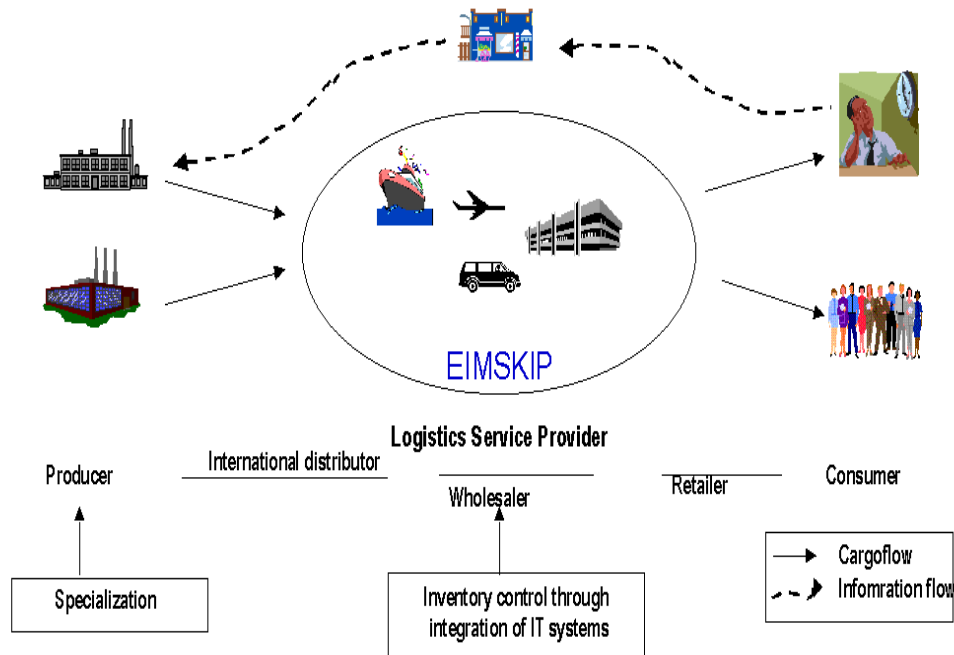 EIMSKIP
Logistics Service Provider
Producer
International distributor
Wholesaler
Retailer
Consumer
Specialization
Inventory control through
integration of IT systems
Cargoflow
Infomration flow